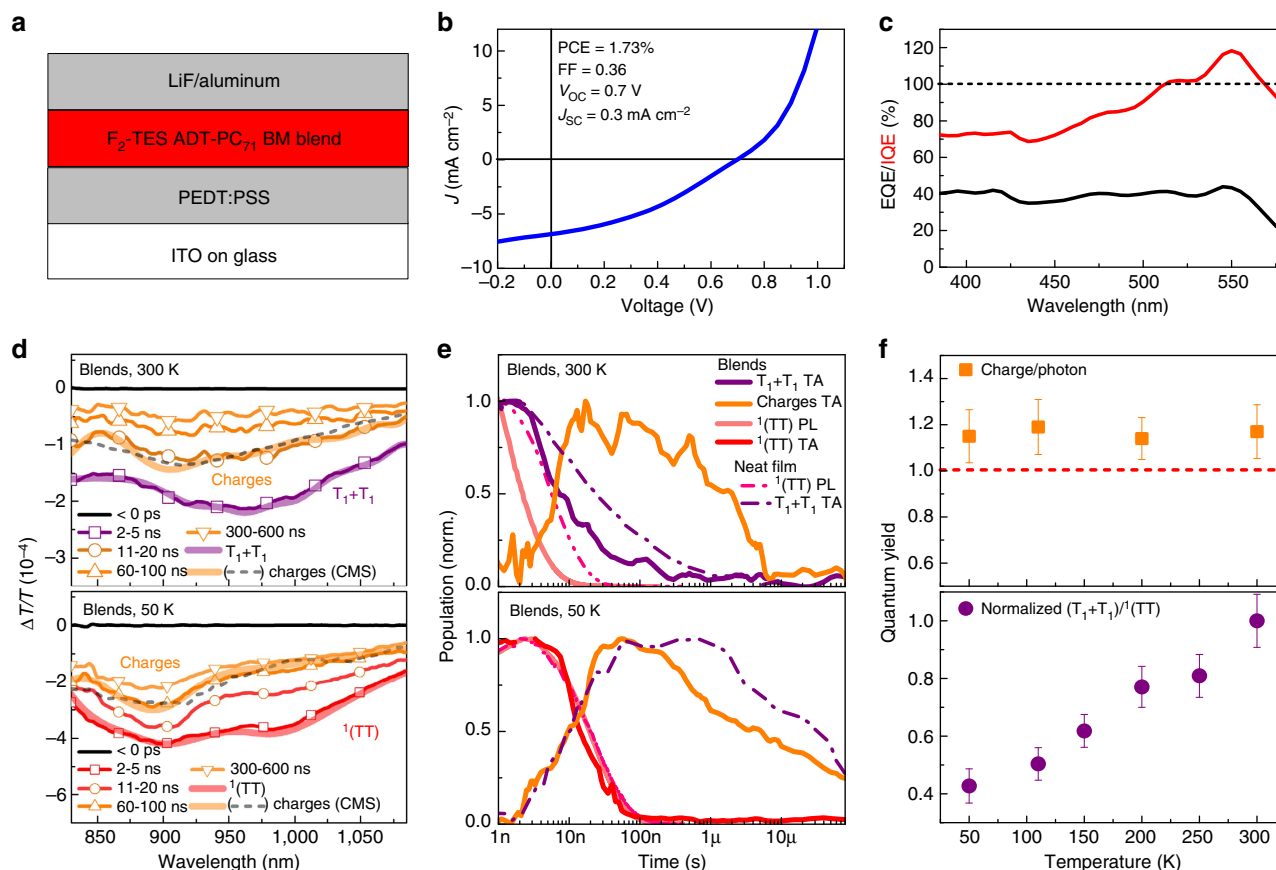 a
LiF/aluminum
F2-TES ADT-PC71 BM blend
PEDT:PSS
ITO on glass
b
PCE = 1.73%
FF = 0.36
VOC = 0.7 V
JSC = 0.3 mA cm−2
J (mA cm−2)
10
5
0
−5
−10
−0.2 0.0 0.2 0.4 0.6 0.8 1.0
Voltage (V)
c
EQE/IQE (%)
120
100
80
60
40
20
0
400 450 500 550
Wavelength (nm)
d
Blends, 300 K
0
−1
−2
−3
Charges
T1+T1
< 0 ps
2-5 ns
11-20 ns
60-100 ns
300-600 ns
T1+T1
( ) charges (CMS)
ΔT/T (10−4)
Blends, 50 K
0
−2
−4
−6
Charges
1(TT)
< 0 ps
2-5 ns
11-20 ns
60-100 ns
300-600 ns
1(TT)
( ) charges (CMS)
850 900 950 1,000 1,050
Wavelength (nm)
e
Blends, 300 K
Blends
T1+T1 TA
Charges TA
1(TT) PL
1(TT) TA
Neat film
1(TT) PL
T1+T1 TA
1.0
0.5
0.0
Population (norm.)
Blends, 50 K
1.0
0.5
0.0
1n 10n 100n 1µ 10µ
Time (s)
f
Charge/photon
1.4
1.2
1.0
0.8
0.6
Quantum yield
Normalized (T1+T1)/1(TT)
1.0
0.8
0.6
0.4
50 100 150 200 250 300
Temperature (K)